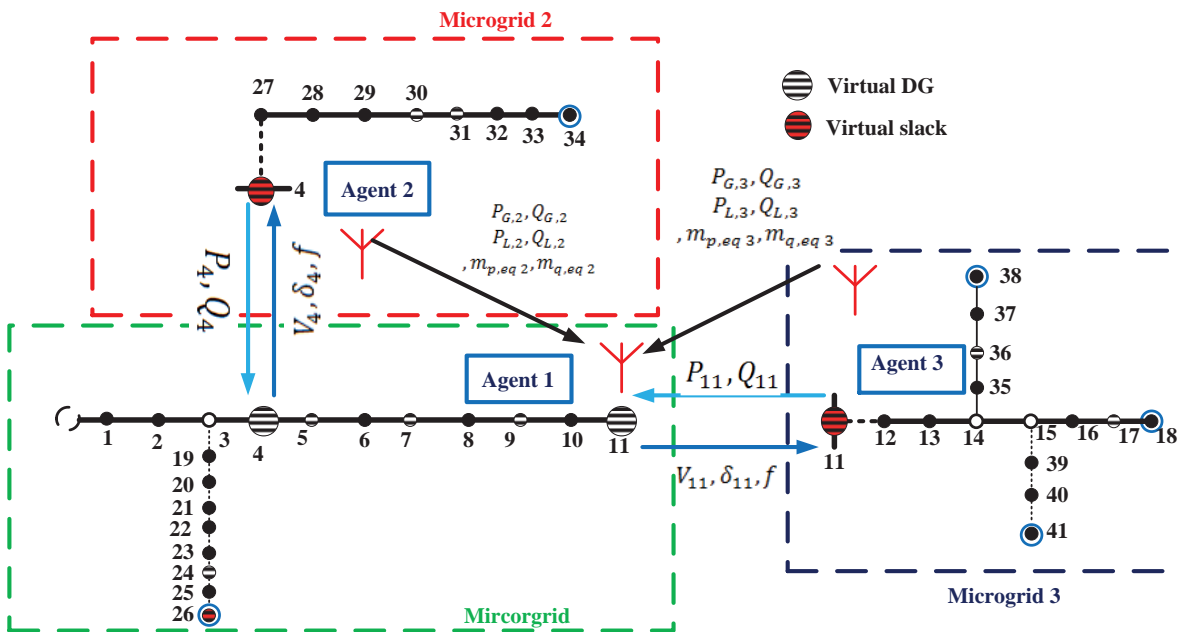 Microgrid 2
27
28
29
30
31
32
33
34
Virtual DG
Virtual slack
4
Agent 2
P_{G,2}, Q_{G,2}
P_{L,2}, Q_{L,2}
, m_{p,eq 2}, m_{q,eq 2}
P_{G,3}, Q_{G,3}
P_{L,3}, Q_{L,3}
, m_{p,eq 3}, m_{q,eq 3}
P_4, Q_4
V_4, δ_4, f
38
37
36
35
Agent 3
Agent 1
P_{11}, Q_{11}
V_{11}, δ_{11}, f
1
2
3
4
5
6
7
8
9
10
11
11
12
13
14
15
16
17
18
19
20
21
22
23
24
25
26
39
40
41
Mircorgrid
Microgrid 3